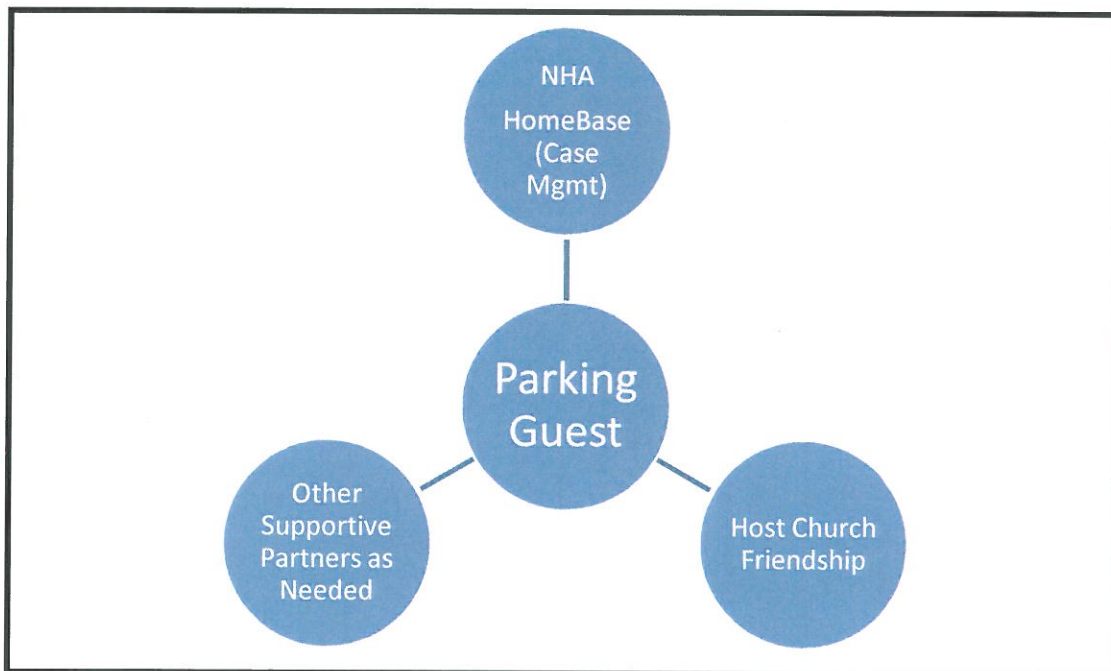 NHA
HomeBase
(Case
Mgmt)
Parking
Guest
Other
Supportive
Partners as
Needed
Host Church
Friendship